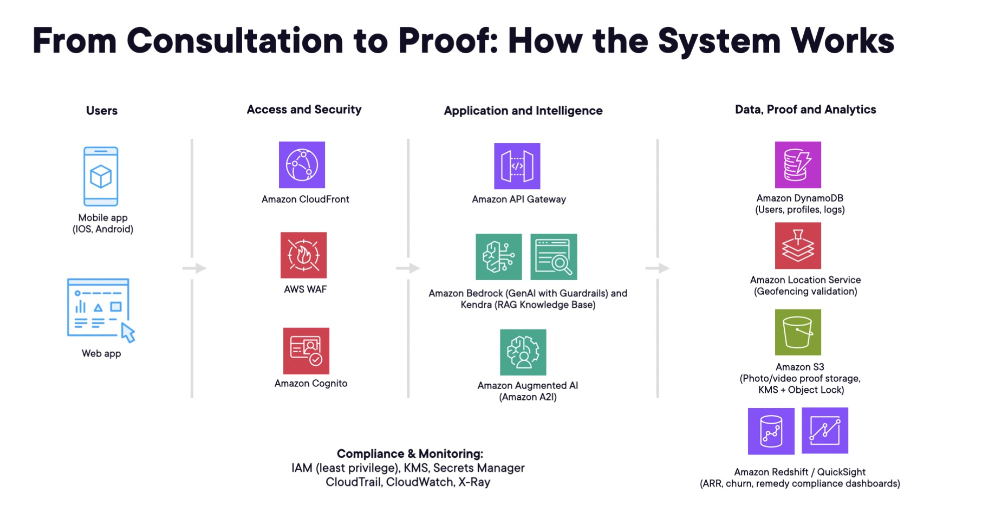 From Consultation to Proof: How the System Works
Users
Mobile app
(IOS, Android)
Web app
Access and Security
Amazon CloudFront
AWS WAF
Amazon Cognito
Application and Intelligence
Amazon API Gateway
Amazon Bedrock (GenAI with Guardrails) and
Kendra (RAG Knowledge Base)
Amazon Augmented AI
(Amazon A2I)
Data, Proof and Analytics
Amazon DynamoDB
(Users, profiles, logs)
Amazon Location Service
(Geofencing validation)
Amazon S3
(Photo/video proof storage,
KMS + Object Lock)
Amazon Redshift / QuickSight
(ARR, churn, remedy compliance dashboards)
Compliance & Monitoring:
IAM (least privilege), KMS, Secrets Manager
CloudTrail, CloudWatch, X-Ray